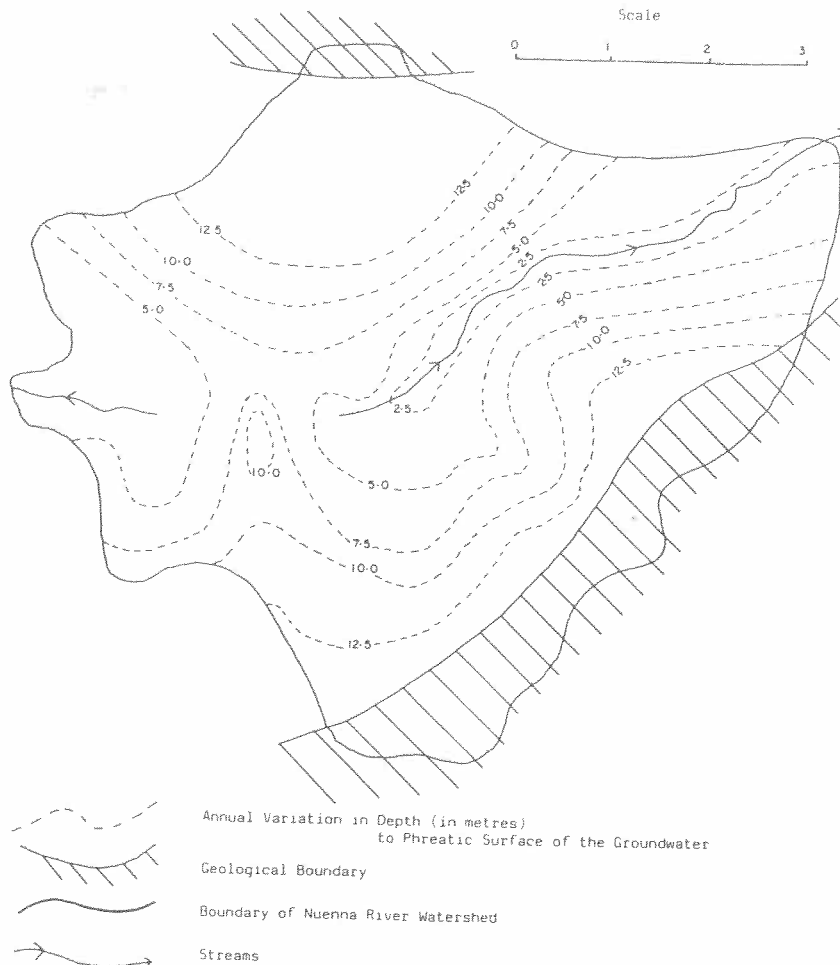 Scale
0 1 2 3
12·5
10·0
7·5
5·0
2·5
12·5
10·0
7·5
5·0
2·5
5·0
7·5
10·0
12·5
2·5
10·0
5·0
7·5
10·0
12·5
Annual Variation in Depth (in metres)
to Phreatic Surface of the Groundwater
Geological Boundary
Boundary of Nuenna River Watershed
Streams